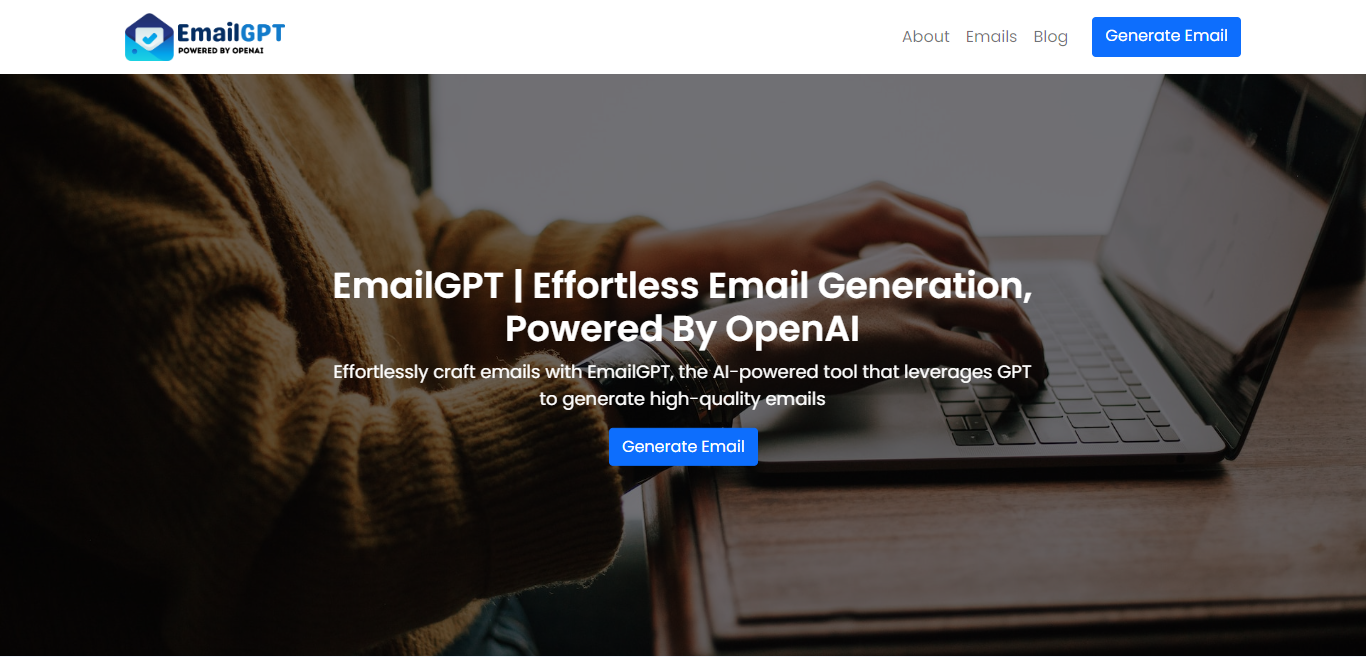 EmailGPT
POWERED BY OPENAI
About Emails Blog Generate Email
EmailGPT | Effortless Email Generation,
Powered By OpenAI
Effortlessly craft emails with EmailGPT, the AI-powered tool that leverages GPT
to generate high-quality emails
Generate Email